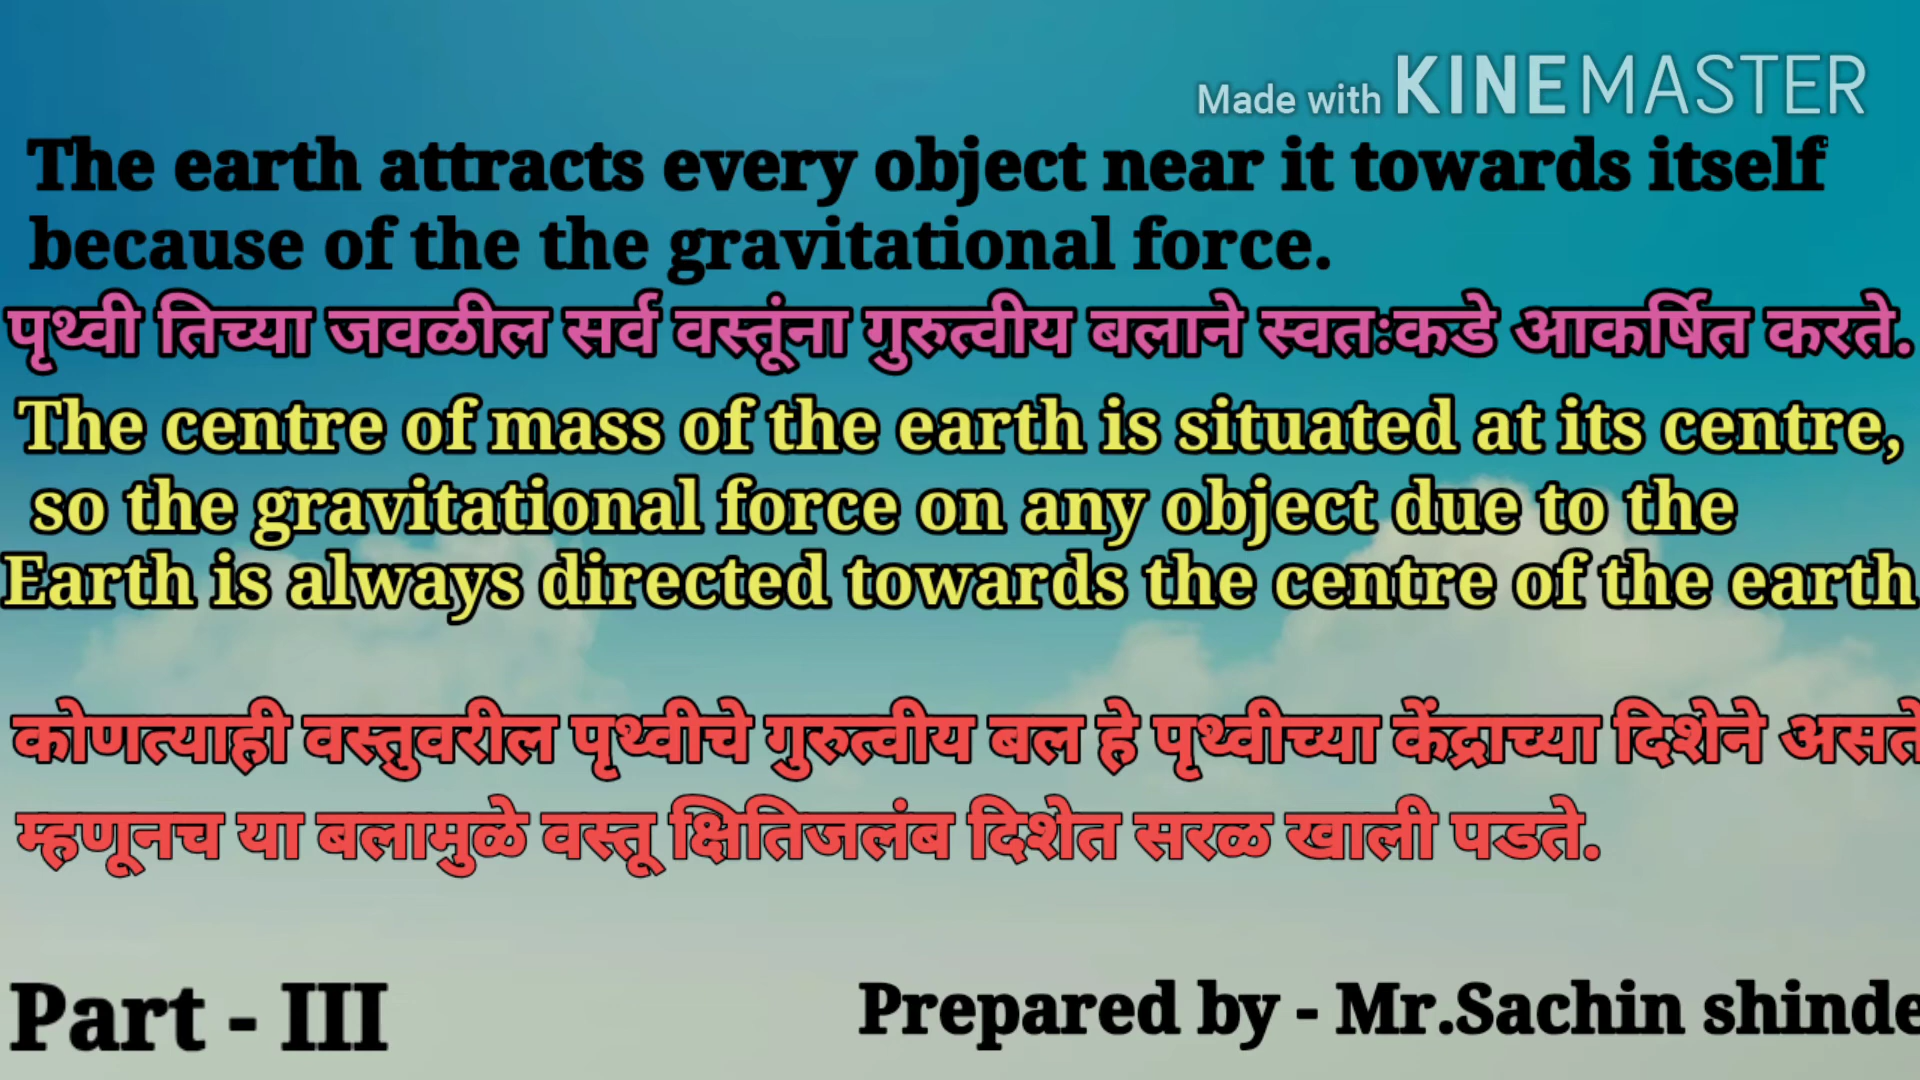 Made with KINEMASTER
The earth attracts every object near it towards itself
because of the the gravitational force.
पृथ्वी तिच्या जवळील सर्व वस्तूंना गुरुत्वीय बलाने स्वतःकडे आकर्षित करते.
The centre of mass of the earth is situated at its centre,
so the gravitational force on any object due to the
Earth is always directed towards the centre of the earth
कोणत्याही वस्तुवरील पृथ्वीचे गुरुत्वीय बल हे पृथ्वीच्या केंद्राच्या दिशेने असते
म्हणूनच या बलामुळे वस्तू क्षितिजलंब दिशेत सरळ खाली पडते.
Part - III
Prepared by - Mr.Sachin shinde